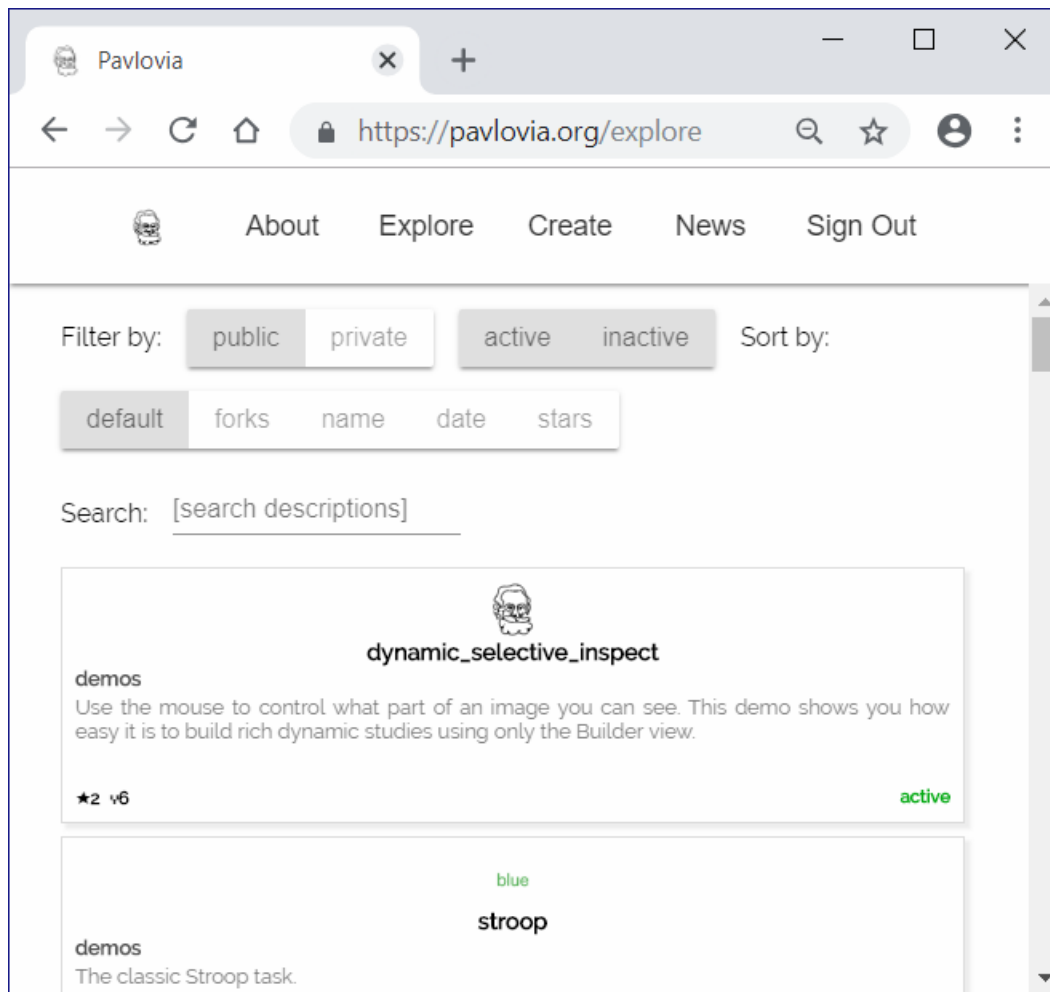 Pavlovia
https://pavlovia.org/explore
About Explore Create News Sign Out
Filter by: public private active inactive Sort by:
default forks name date stars
Search: [search descriptions]
dynamic_selective_inspect
demos
Use the mouse to control what part of an image you can see. This demo shows you how
easy it is to build rich dynamic studies using only the Builder view.
★2 6 active
blue
stroop
demos
The classic Stroop task.